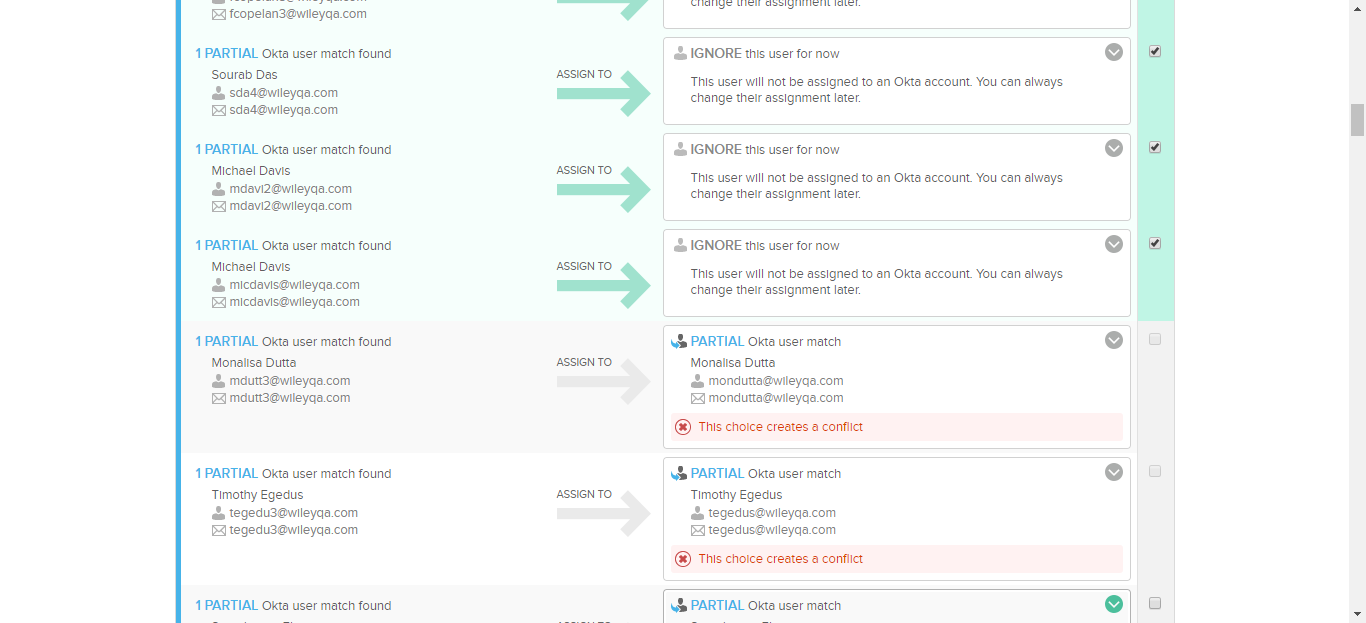 fcopelan3@wileyqa.com
change their assignment later.
fcopelan3@wileyqa.com
1 PARTIAL Okta user match found
IGNORE this user for now
Sourab Das
ASSIGN TO
sda4@wileyqa.com
This user will not be assigned to an Okta account. You can always
change their assignment later.
sda4@wileyqa.com
1 PARTIAL Okta user match found
IGNORE this user for now
Michael Davis
ASSIGN TO
mdavi2@wileyqa.com
This user will not be assigned to an Okta account. You can always
change their assignment later.
mdavi2@wileyqa.com
1 PARTIAL Okta user match found
IGNORE this user for now
Michael Davis
ASSIGN TO
micdavis@wileyqa.com
This user will not be assigned to an Okta account. You can always
change their assignment later.
micdavis@wileyqa.com
1 PARTIAL Okta user match found
PARTIAL Okta user match
Monalisa Dutta
ASSIGN TO
Monalisa Dutta
mdutt3@wileyqa.com
mondutta@wileyqa.com
mdutt3@wileyqa.com
mondutta@wileyqa.com
This choice creates a conflict
1 PARTIAL Okta user match found
PARTIAL Okta user match
Timothy Egedus
ASSIGN TO
Timothy Egedus
tegedu3@wileyqa.com
tegedus@wileyqa.com
tegedu3@wileyqa.com
tegedus@wileyqa.com
This choice creates a conflict
1 PARTIAL Okta user match found
PARTIAL Okta user match